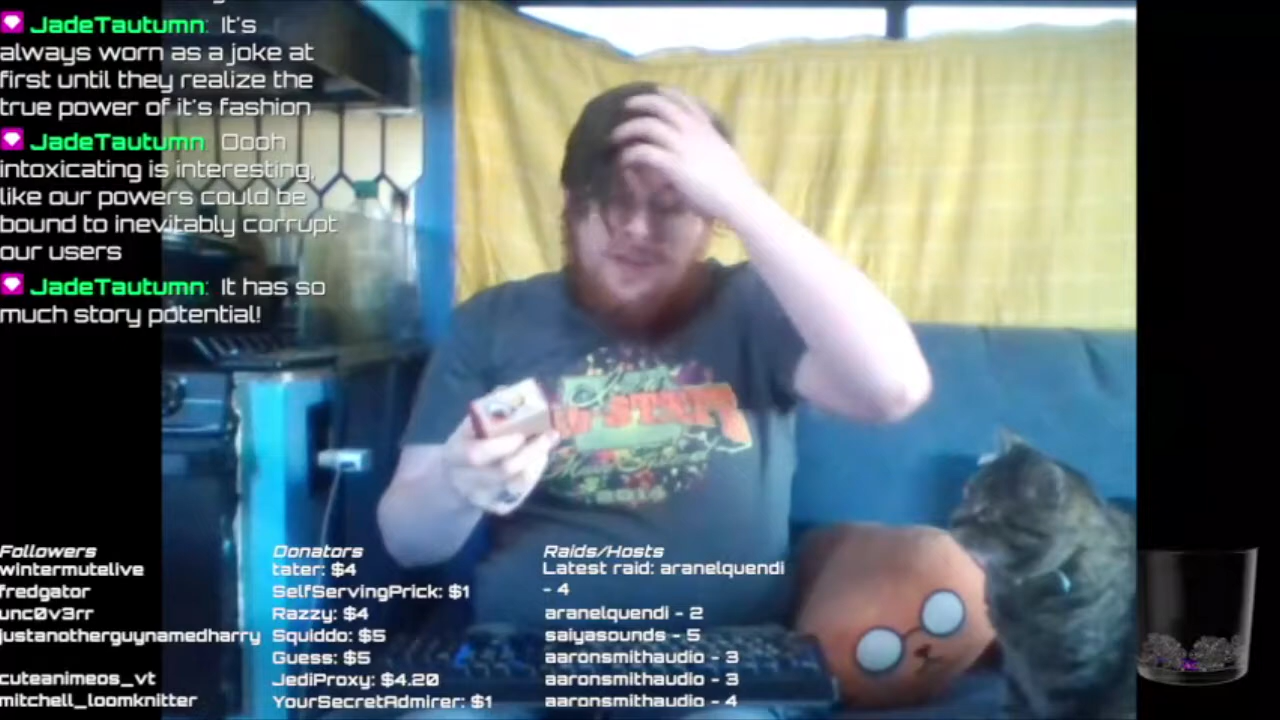 JadeTautumn: It's
always worn as a joke at
first until they realize the
true power of it's fashion
JadeTautumn: Oooh
intoxicating is interesting,
like our powers could be
bound to inevitably corrupt
our users
JadeTautumn: It has so
much story potential!
Followers
wintermutelive
fredgator
unc0v3rr
justanotherguynamedharry
cuteanimeos_vt
mitchell_loomknitter
Donators
tater: $4
SelfServingPrick: $1
Razzy: $4
Squiddo: $5
Guess: $5
JediProxy: $4.20
YourSecretAdmirer: $1
Raids/Hosts
Latest raid: aranelquendi
- 4
aranelquendi - 2
saiyasounds - 5
aaronsmithaudio - 3
aaronsmithaudio - 3
aaronsmithaudio - 4
2014